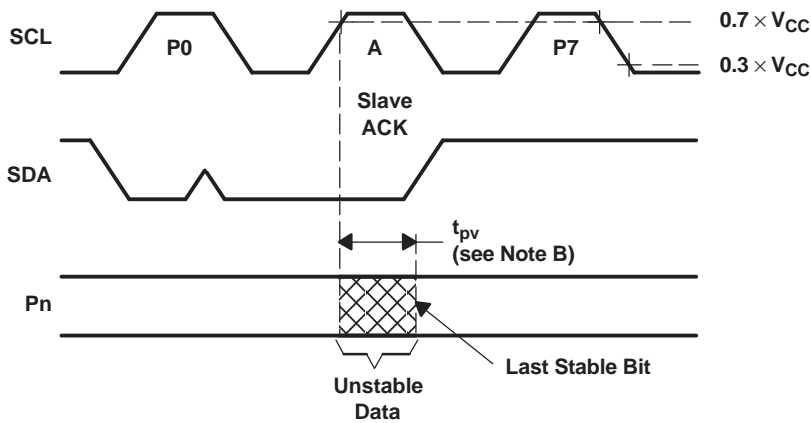 SCL
P0
A
P7
0.7 × VCC
0.3 × VCC
Slave
ACK
SDA
tpv
(see Note B)
Pn
Last Stable Bit
Unstable
Data